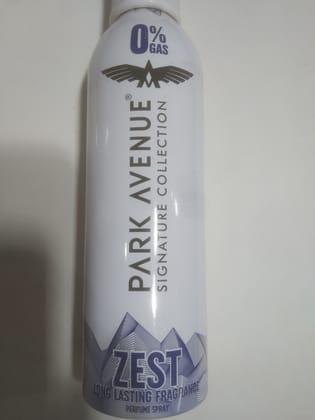 0%
GAS
PARK AVENUE®
SIGNATURE COLLECTION
ZEST
LONG LASTING FRAGRANCE
PERFUME SPRAY